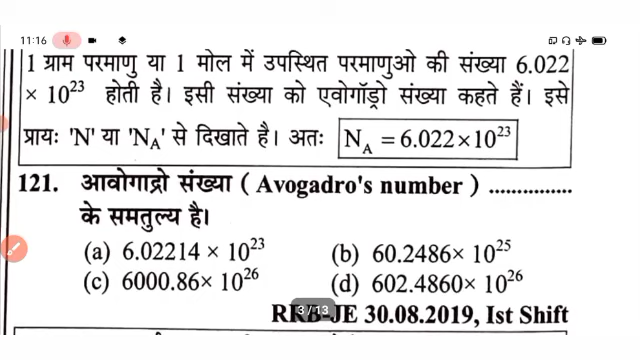 11:16
1 ग्राम परमाणु या 1 मोल में उपस्थित परमाणुओ की संख्या 6.022
× 10²³ होती है। इसी संख्या को एवोगॉड्रो संख्या कहते हैं। इसे
प्रायः 'N' या 'N_A' से दिखाते है। अतः N_A = 6.022×10²³
121. आवोगाद्रो संख्या ( Avogadro's number ) ...............
के समतुल्य है।
(a) 6.02214 × 10²³ (b) 60.2486× 10²⁵
(c) 6000.86× 10²⁶ (d) 602.4860× 10²⁶
3 / 13
RRB-JE 30.08.2019, Ist Shift